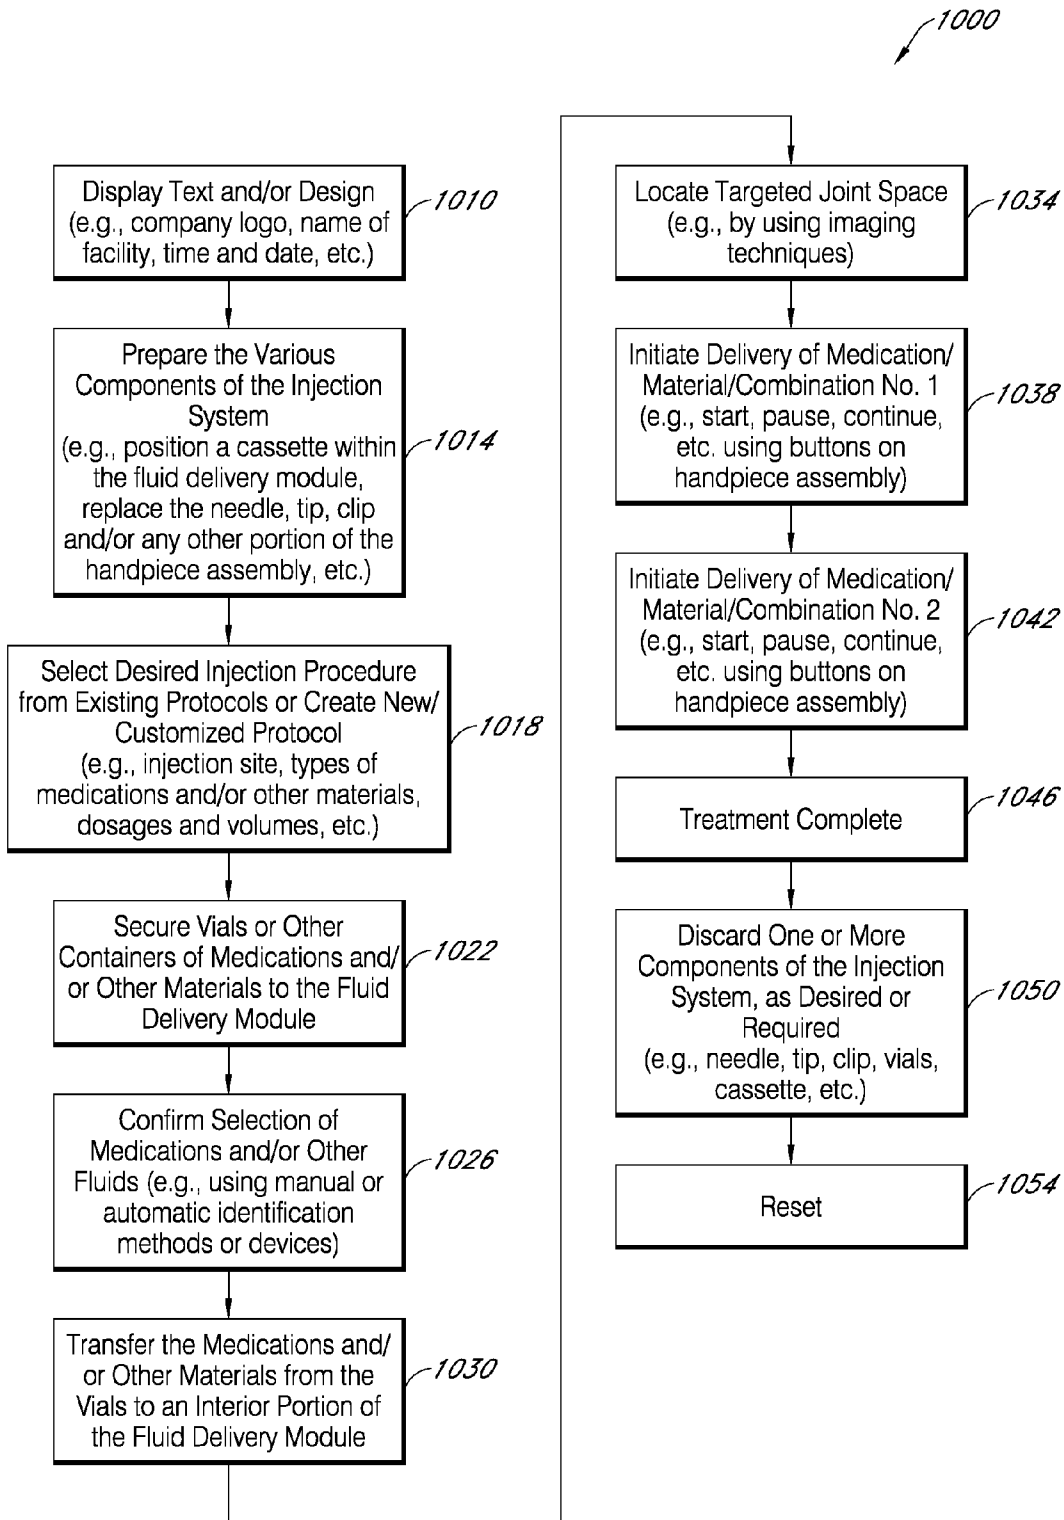 1000
Display Text and/or Design
(e.g., company logo, name of
facility, time and date, etc.)
1010
Prepare the Various
Components of the Injection
System
(e.g., position a cassette within
the fluid delivery module,
replace the needle, tip, clip
and/or any other portion of the
handpiece assembly, etc.)
1014
Select Desired Injection Procedure
from Existing Protocols or Create New/
Customized Protocol
(e.g., injection site, types of
medications and/or other materials,
dosages and volumes, etc.)
1018
Secure Vials or Other
Containers of Medications and/
or Other Materials to the Fluid
Delivery Module
1022
Confirm Selection of
Medications and/or Other
Fluids (e.g., using manual or
automatic identification
methods or devices)
1026
Transfer the Medications and/
or Other Materials from the
Vials to an Interior Portion of
the Fluid Delivery Module
1030
Locate Targeted Joint Space
(e.g., by using imaging
techniques)
1034
Initiate Delivery of Medication/
Material/Combination No. 1
(e.g., start, pause, continue,
etc. using buttons on
handpiece assembly)
1038
Initiate Delivery of Medication/
Material/Combination No. 2
(e.g., start, pause, continue,
etc. using buttons on
handpiece assembly)
1042
Treatment Complete
1046
Discard One or More
Components of the Injection
System, as Desired or
Required
(e.g., needle, tip, clip, vials,
cassette, etc.)
1050
Reset
1054